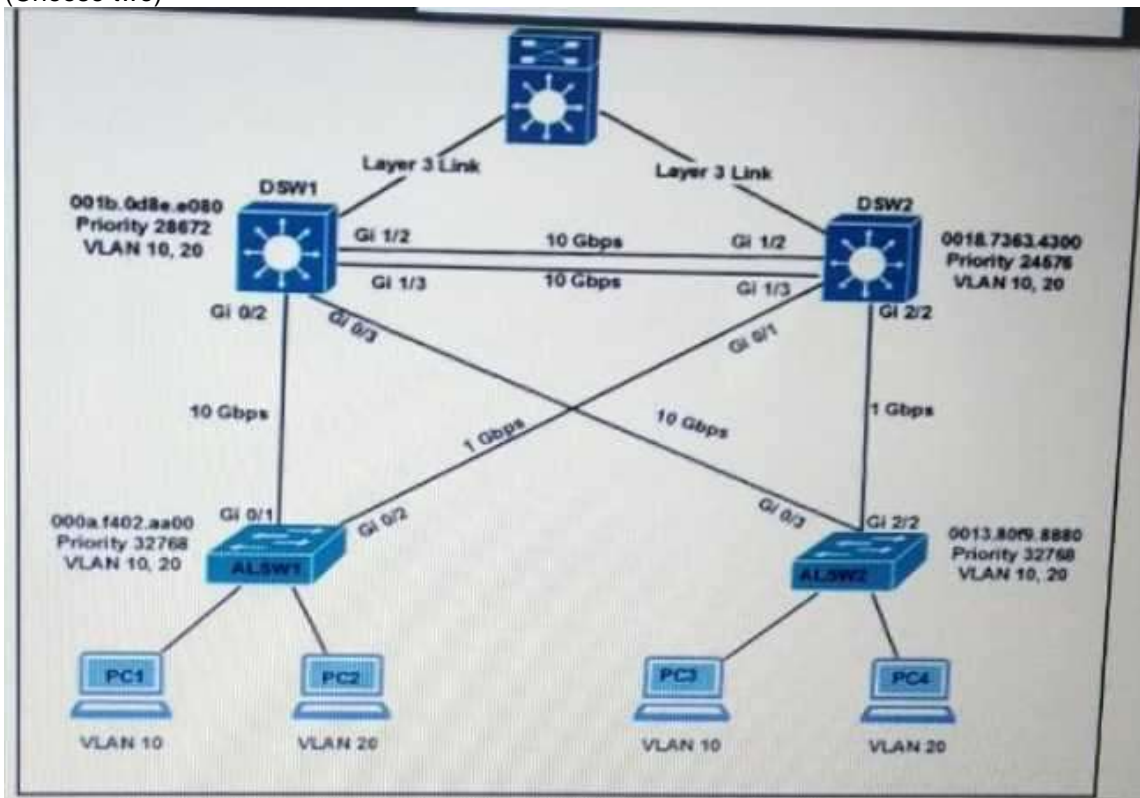 Layer 3 Link
Layer 3 Link
DSW1
DSW2
001b.0d8e.e080
Priority 28672
VLAN 10, 20
0018.7363.4300
Priority 24576
VLAN 10, 20
Gi 1/2
10 Gbps
Gi 1/2
Gi 1/3
10 Gbps
Gi 1/3
Gi 0/2
Gi 0/3
Gi 0/1
Gi 2/2
10 Gbps
1 Gbps
10 Gbps
1 Gbps
000a.f402.aa00
Priority 32768
VLAN 10, 20
Gi 0/1
Gi 0/2
Gi 0/3
Gi 2/2
0013.80f9.8880
Priority 32768
VLAN 10, 20
ALSW1
ALSW2
PC1
PC2
PC3
PC4
VLAN 10
VLAN 20
VLAN 10
VLAN 20